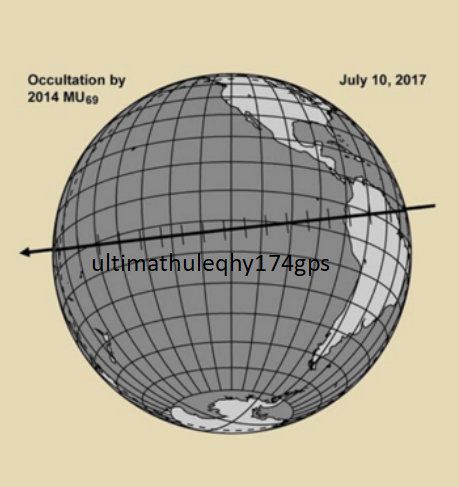 Occultation by
2014 MU69
July 10, 2017
ultimathuleqhy174gps